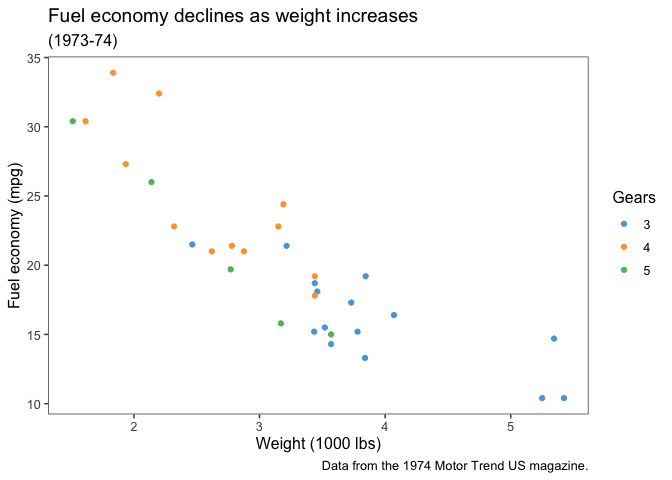 Fuel economy declines as weight increases
(1973-74)
Fuel economy (mpg)
35
30
25
20
15
10
2 3 4 5
Weight (1000 lbs)
Gears
3
4
5
Data from the 1974 Motor Trend US magazine.